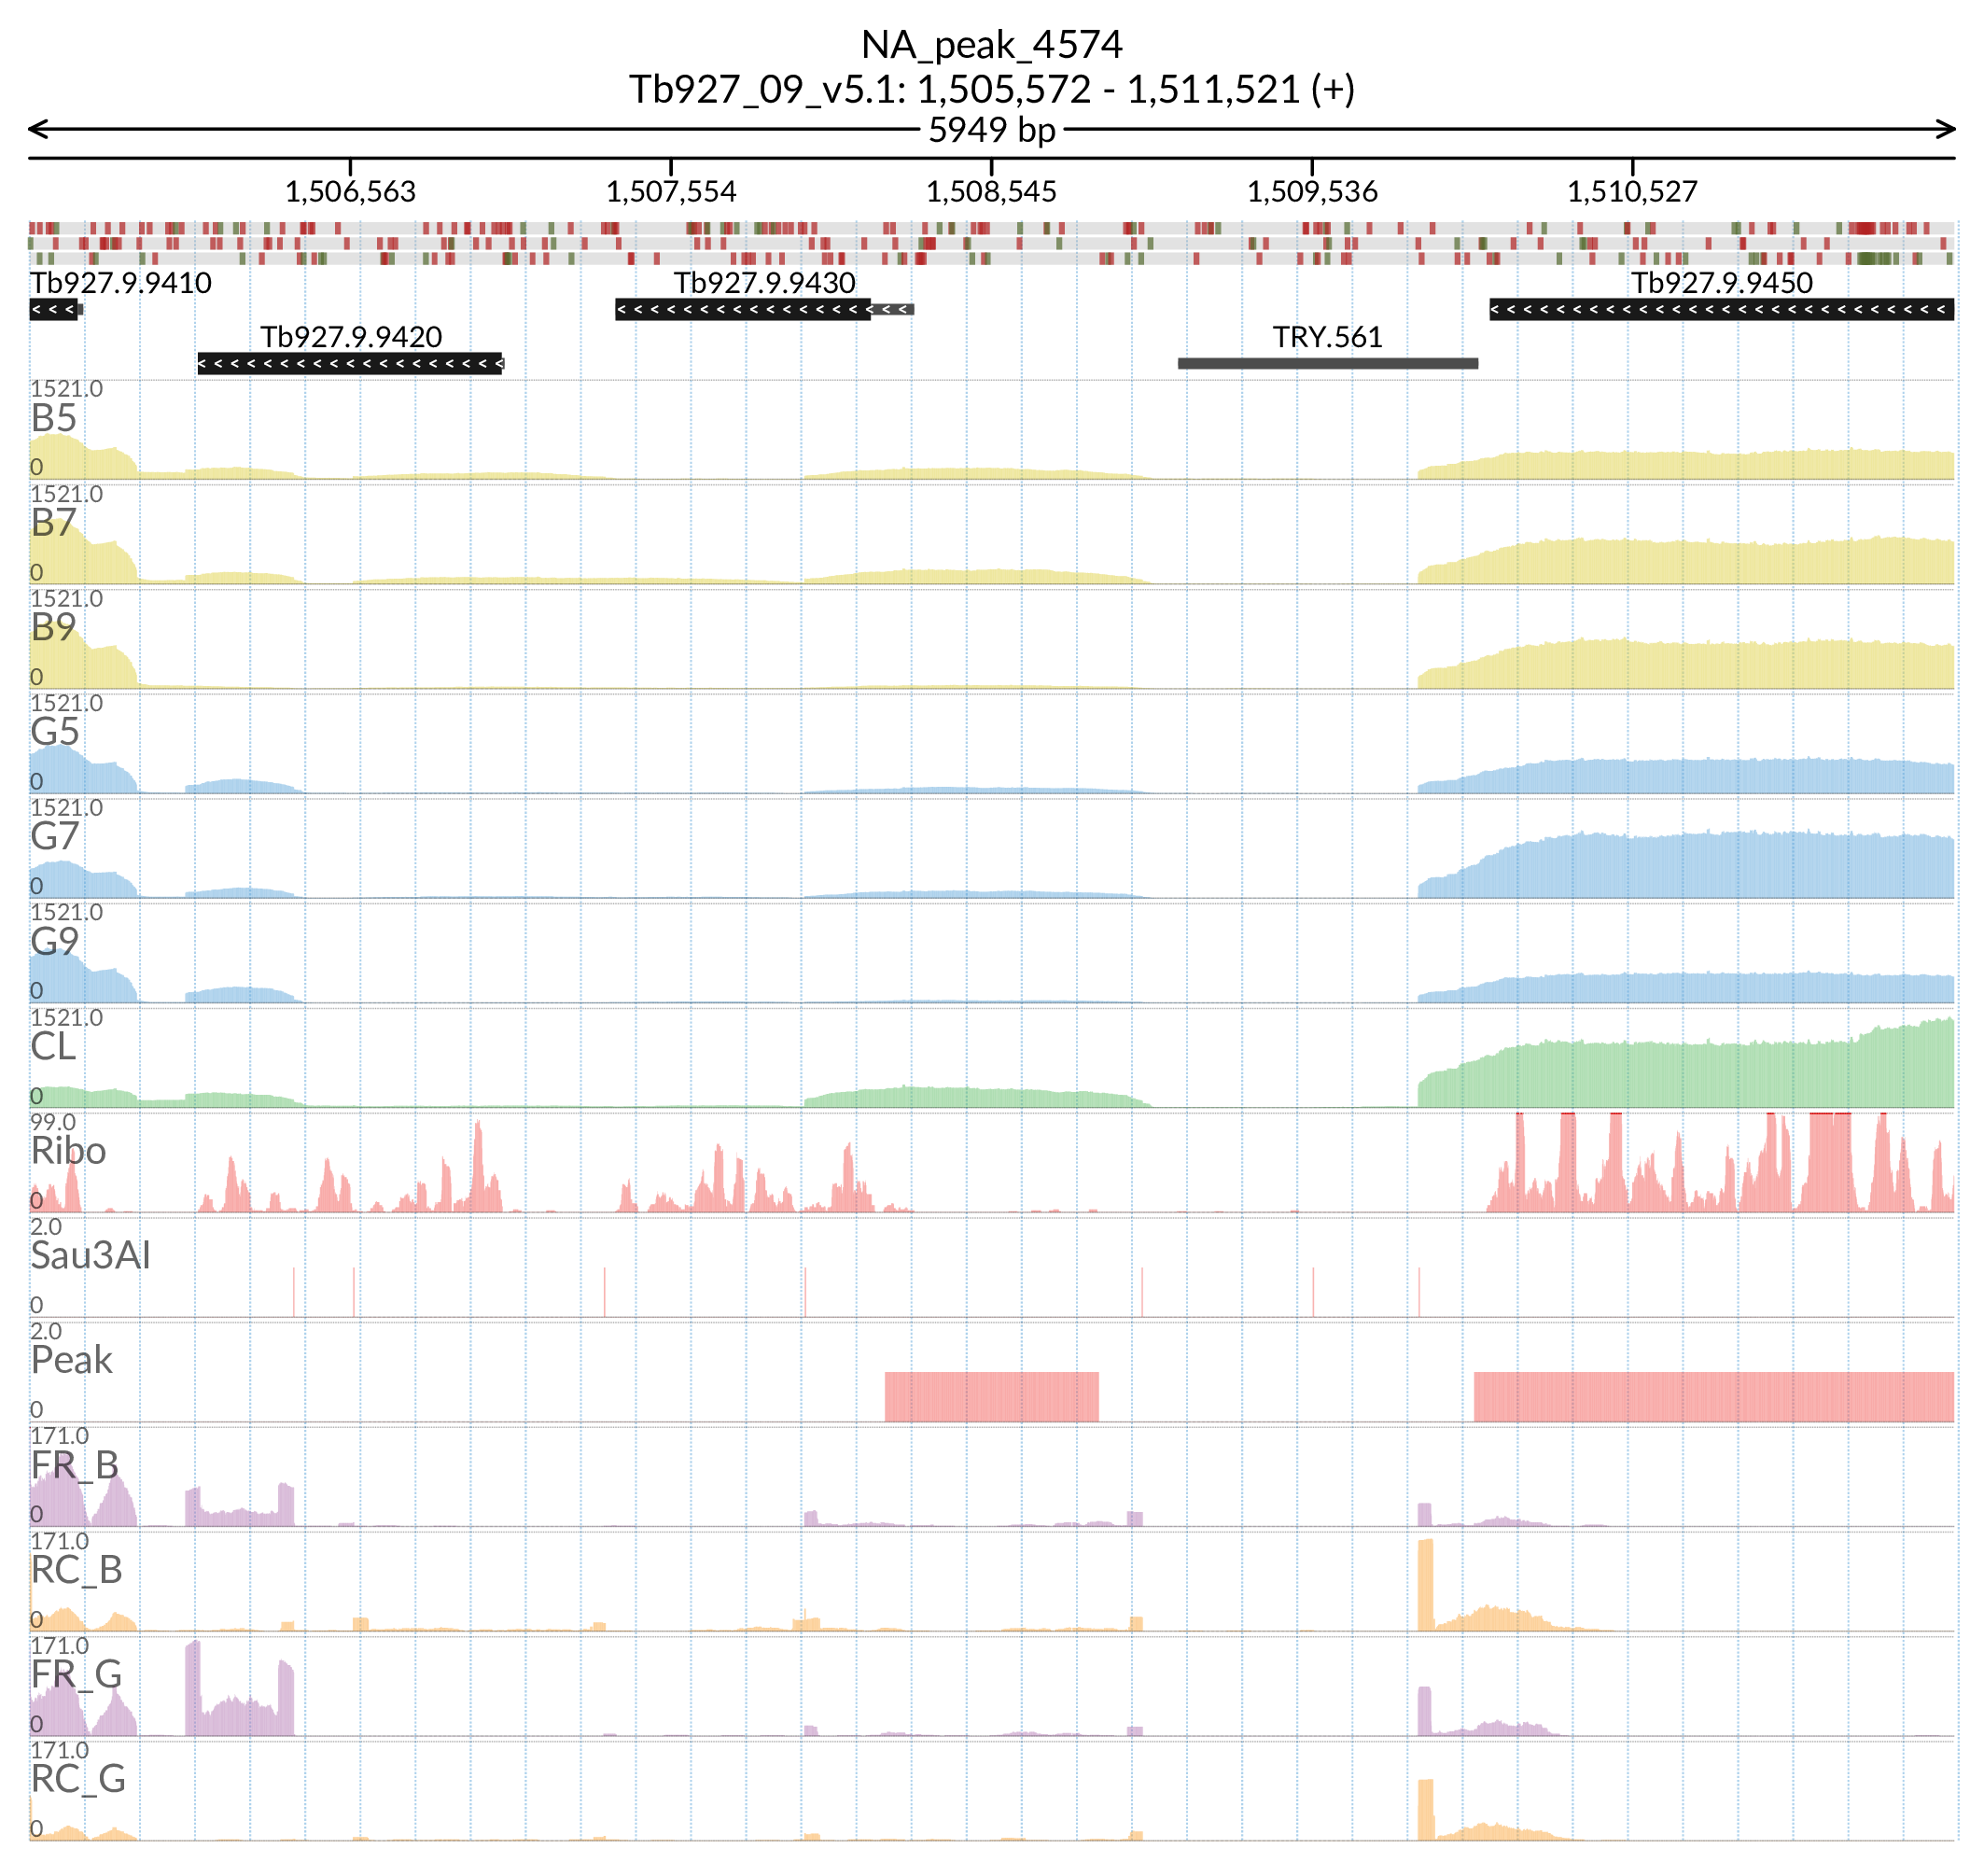 NA_peak_4574
Tb927_09_v5.1: 1,505,572 - 1,511,521 (+)
5949 bp
1,506,563 1,507,554 1,508,545 1,509,536 1,510,527
Tb927.9.9410 Tb927.9.9430 Tb927.9.9450
Tb927.9.9420 TRY.561
1521.0
B5
0
1521.0
B7
0
1521.0
B9
0
1521.0
G5
0
1521.0
G7
0
1521.0
G9
0
1521.0
CL
0
99.0
Ribo
0
2.0
Sau3AI
0
2.0
Peak
0
171.0
FR_B
0
171.0
RC_B
0
171.0
FR_G
0
171.0
RC_G
0